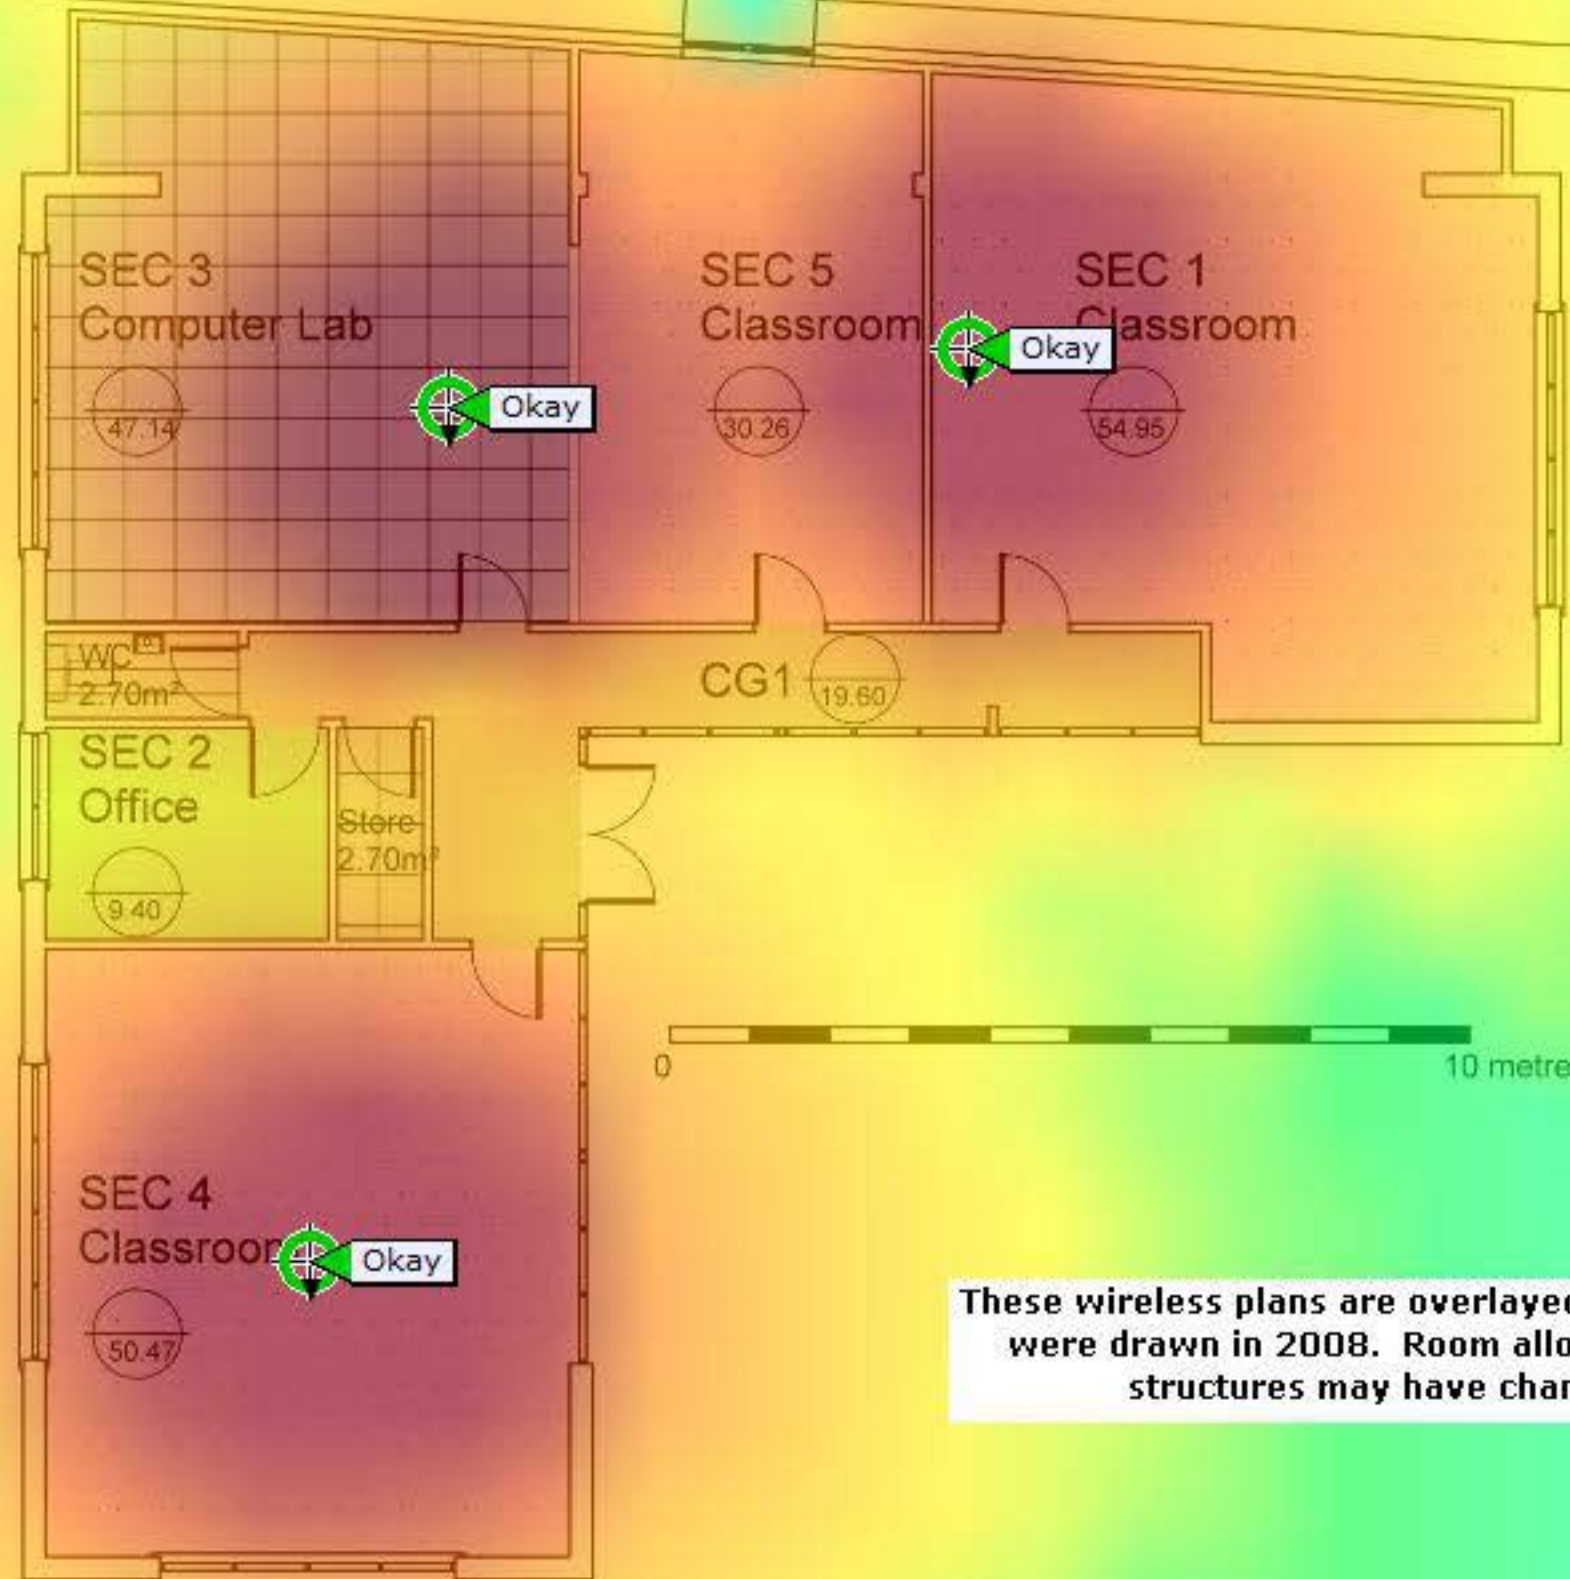 SEC 3
Computer Lab
47.14
Okay
SEC 5
Classroom
30.26
SEC 1
Classroom
Okay
54.95
WC
2.70m²
CG1
19.60
SEC 2
Office
9.40
Store
2.70m²
0
10 metre
SEC 4
Classroom
Okay
50.47
These wireless plans are overlayed
were drawn in 2008. Room allo
structures may have chan